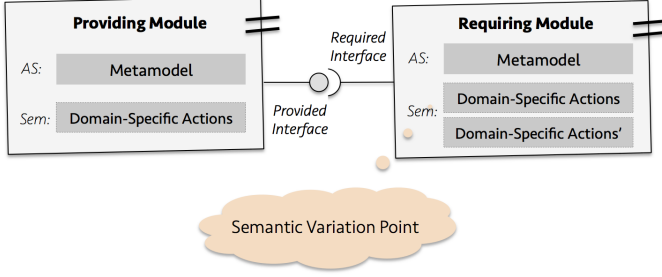 Providing Module
AS:
Metamodel
Sem:
Domain-Specific Actions
Required
Interface
Provided
Interface
Requiring Module
AS:
Metamodel
Sem:
Domain-Specific Actions
Domain-Specific Actions’
Semantic Variation Point